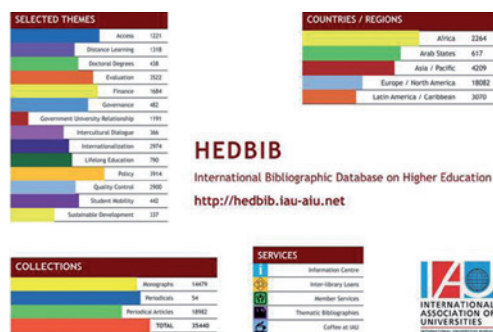 SELECTED THEMES
Access 1221
Distance Learning 1318
Doctoral Degrees 438
Evaluation 3522
Finance 1684
Governance 482
Government University Relationship 1191
Intercultural Dialogue 366
Internationalization 2974
Lifelong Education 790
Policy 3914
Quality Control 2900
Student Mobility 442
Sustainable Development 237
COUNTRIES / REGIONS
Africa 2264
Arab States 617
Asia / Pacific 4209
Europe / North America 18082
Latin America / Caribbean 3070
HEDBIB
International Bibliographic Database on Higher Education
http://hedbib.iau-aiu.net
COLLECTIONS
Monographs 14479
Periodicals 54
Periodical Articles 18982
TOTAL 35440
SERVICES
Information Centre
Inter-library Loans
Member Services
Thematic Bibliographies
Coffee at IAU
INTERNATIONAL
ASSOCIATION OF
UNIVERSITIES